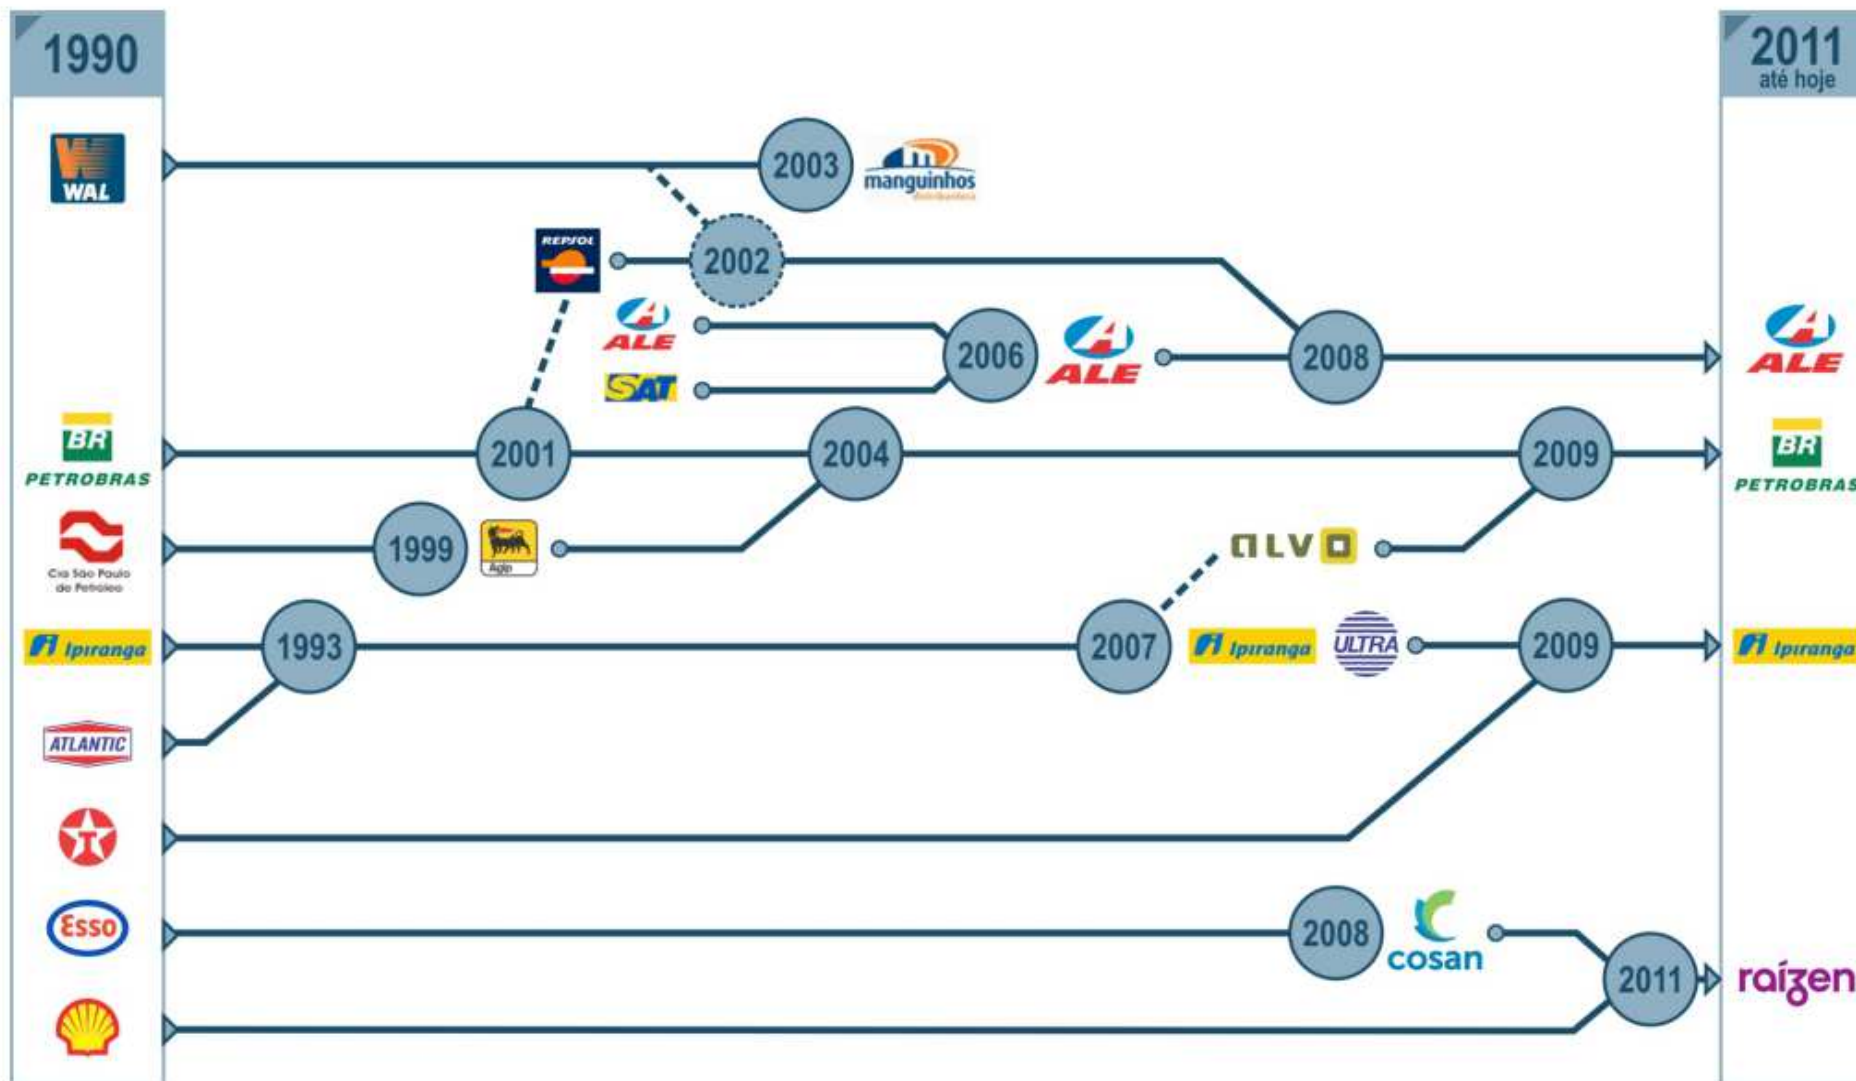 1990
2011
até hoje
WAL
2003
manguinhos
distribuidora
REPSOL
2002
ALE
SAT
2006
ALE
2008
ALE
BR
PETROBRAS
2001
2004
2009
BR
PETROBRAS
Cia São Paulo
de Petróleo
1999
Agip
ALVO
Ipiranga
1993
2007
Ipiranga
ULTRA
2009
Ipiranga
ATLANTIC
T
Esso
2008
cosan
2011
raízen